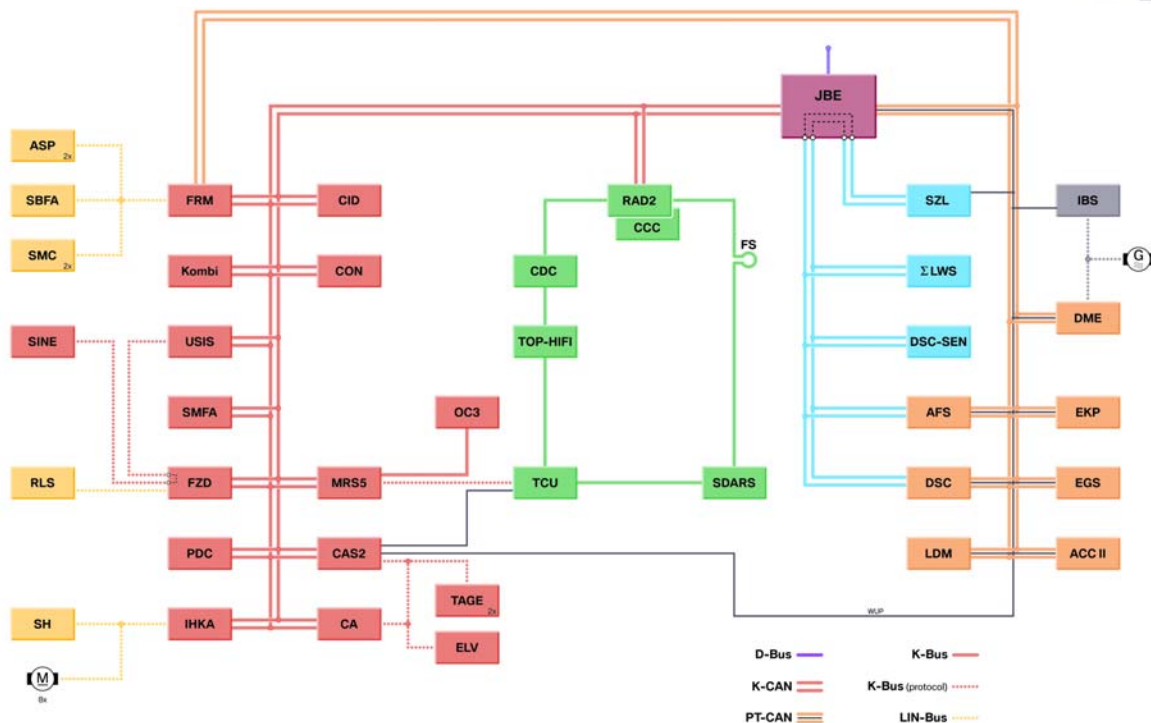 JBE
ASP
2x
SBFA
FRM
CID
RAD2
SZL
IBS
CCC
SMC
2x
FS
G
Kombi
CON
CDC
ΣLWS
DME
SINE
USIS
TOP-HIFI
DSC-SEN
SMFA
OC3
AFS
EKP
RLS
FZD
MRS5
TCU
SDARS
DSC
EGS
PDC
CAS2
LDM
ACC II
TAGE
2x
WUP
SH
IHKA
CA
ELV
M
8x
D-Bus
K-Bus
K-CAN
K-Bus (protocol)
PT-CAN
LIN-Bus